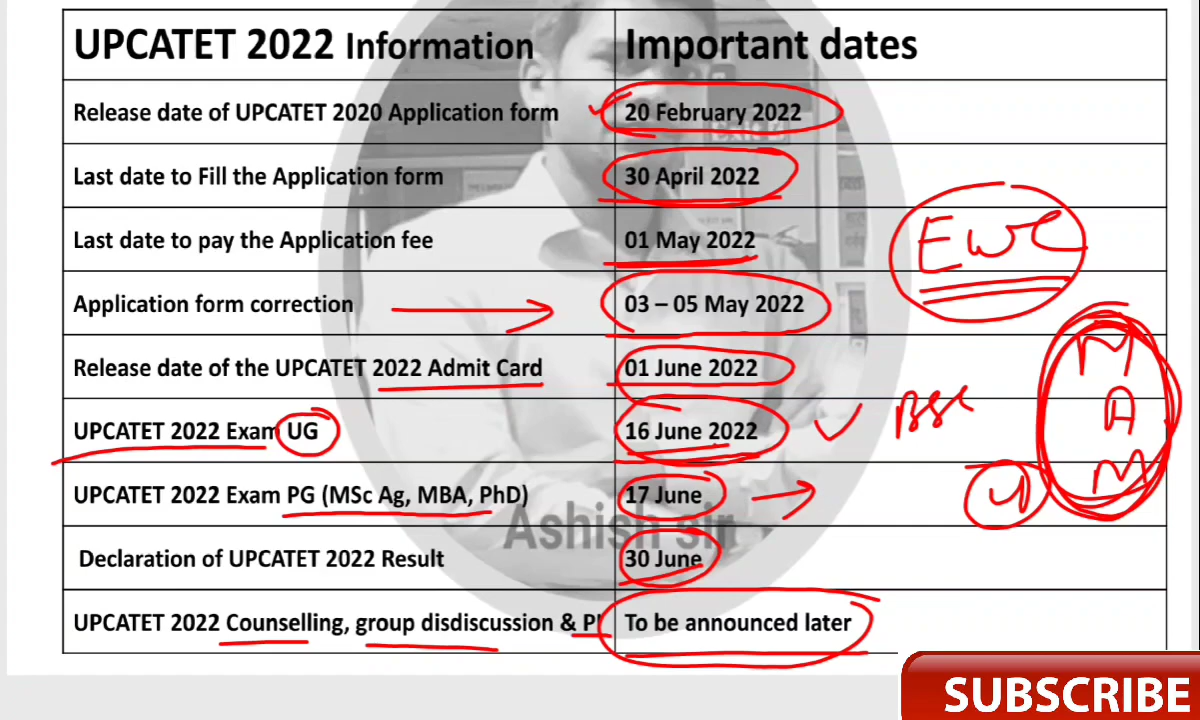 UPCATET 2022 Information Important dates
Release date of UPCATET 2020 Application form 20 February 2022
Last date to Fill the Application form 30 April 2022
Last date to pay the Application fee 01 May 2022
EWC
Application form correction 03 – 05 May 2022
Release date of the UPCATET 2022 Admit Card 01 June 2022
M
A
M
UPCATET 2022 Exam UG 16 June 2022
BSc
UPCATET 2022 Exam PG (MSc Ag, MBA, PhD) 17 June
Ashish sir
Declaration of UPCATET 2022 Result 30 June
UPCATET 2022 Counselling, group disdiscussion & PI To be announced later
SUBSCRIBE